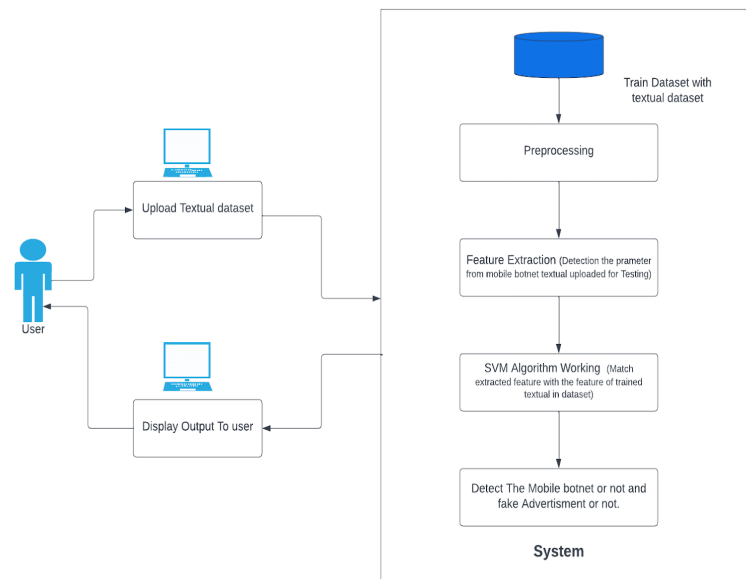 Train Dataset with
textual dataset
Preprocessing
Upload Textual dataset
Feature Extraction (Detection the prameter
from mobile botnet textual uploaded for Testing)
User
SVM Algorithm Working (Match
extracted feature with the feature of trained
textual in dataset)
Display Output To user
Detect The Mobile botnet or not and
fake Advertisment or not.
System